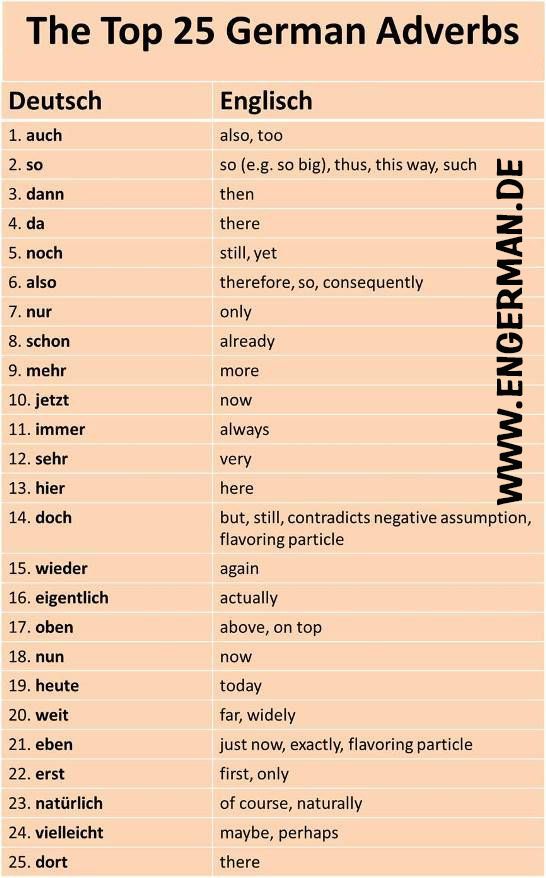 The Top 25 German Adverbs
Deutsch Englisch
1. auch also, too
2. so so (e.g. so big), thus, this way, such
3. dann then
4. da there
5. noch still, yet
6. also therefore, so, consequently
7. nur only
8. schon already
9. mehr more
10. jetzt now
11. immer always
12. sehr very
13. hier here
14. doch but, still, contradicts negative assumption,
flavoring particle
15. wieder again
16. eigentlich actually
17. oben above, on top
18. nun now
19. heute today
20. weit far, widely
21. eben just now, exactly, flavoring particle
22. erst first, only
23. natürlich of course, naturally
24. vielleicht maybe, perhaps
25. dort there
WWW.ENGERMAN.DE